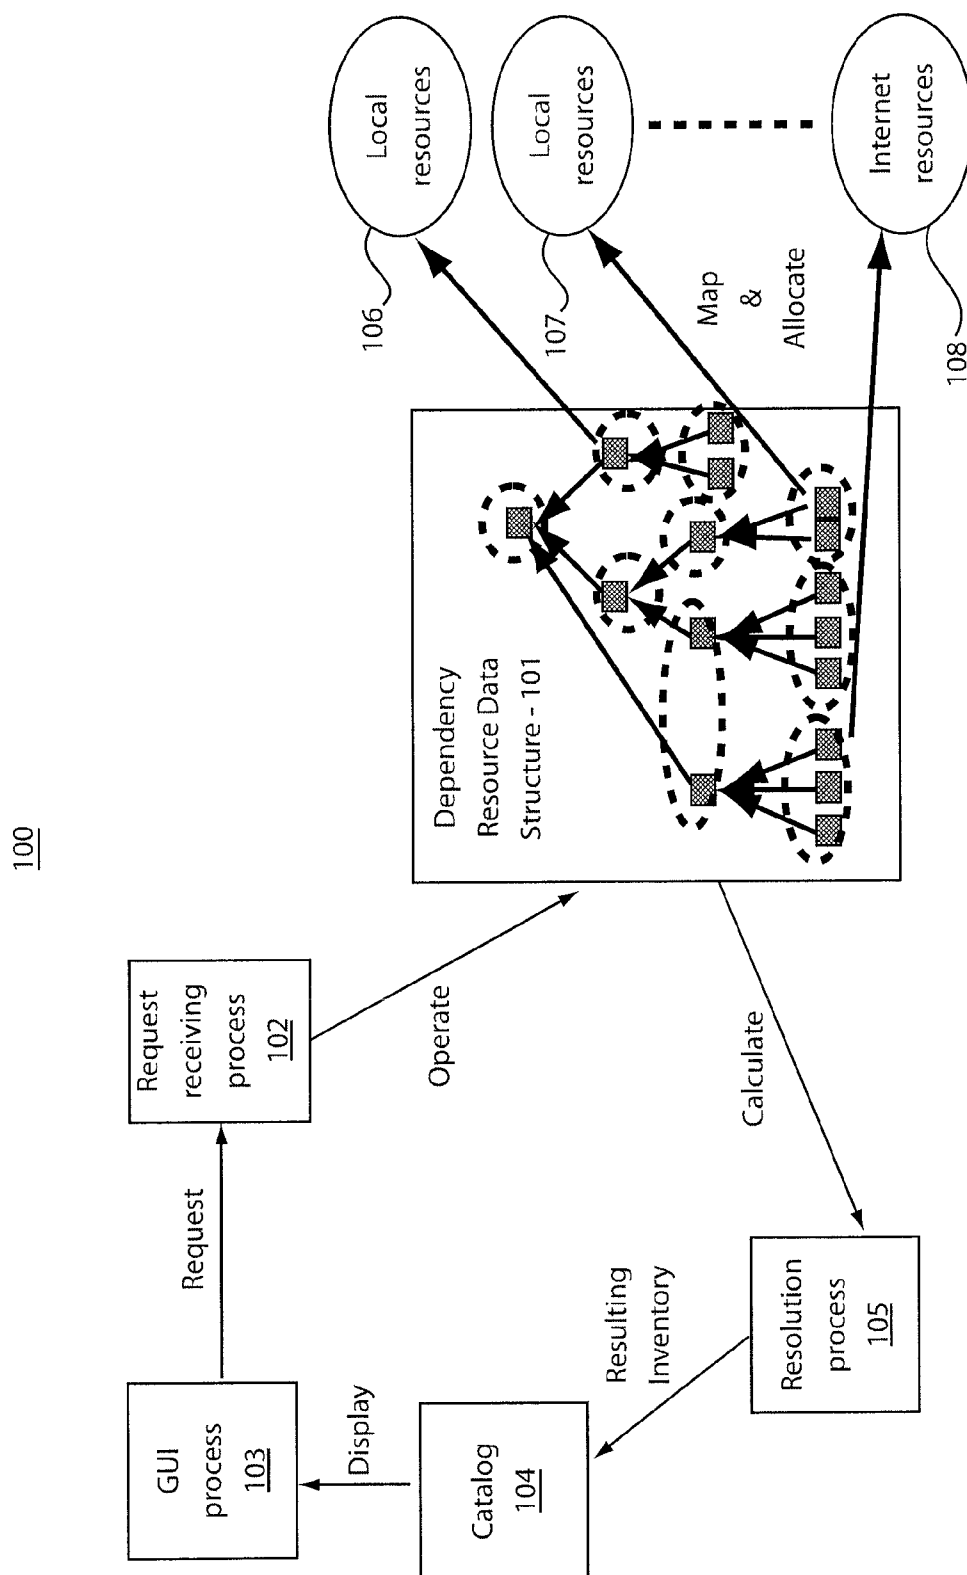 100
GUI
process
103
Request
Request
receiving
process
102
Display
Operate
Catalog
104
Resulting
Inventory
Resolution
process
105
Calculate
Dependency
Resource Data
Structure - 101
Map
&
Allocate
106
Local
resources
107
Local
resources
108
Internet
resources